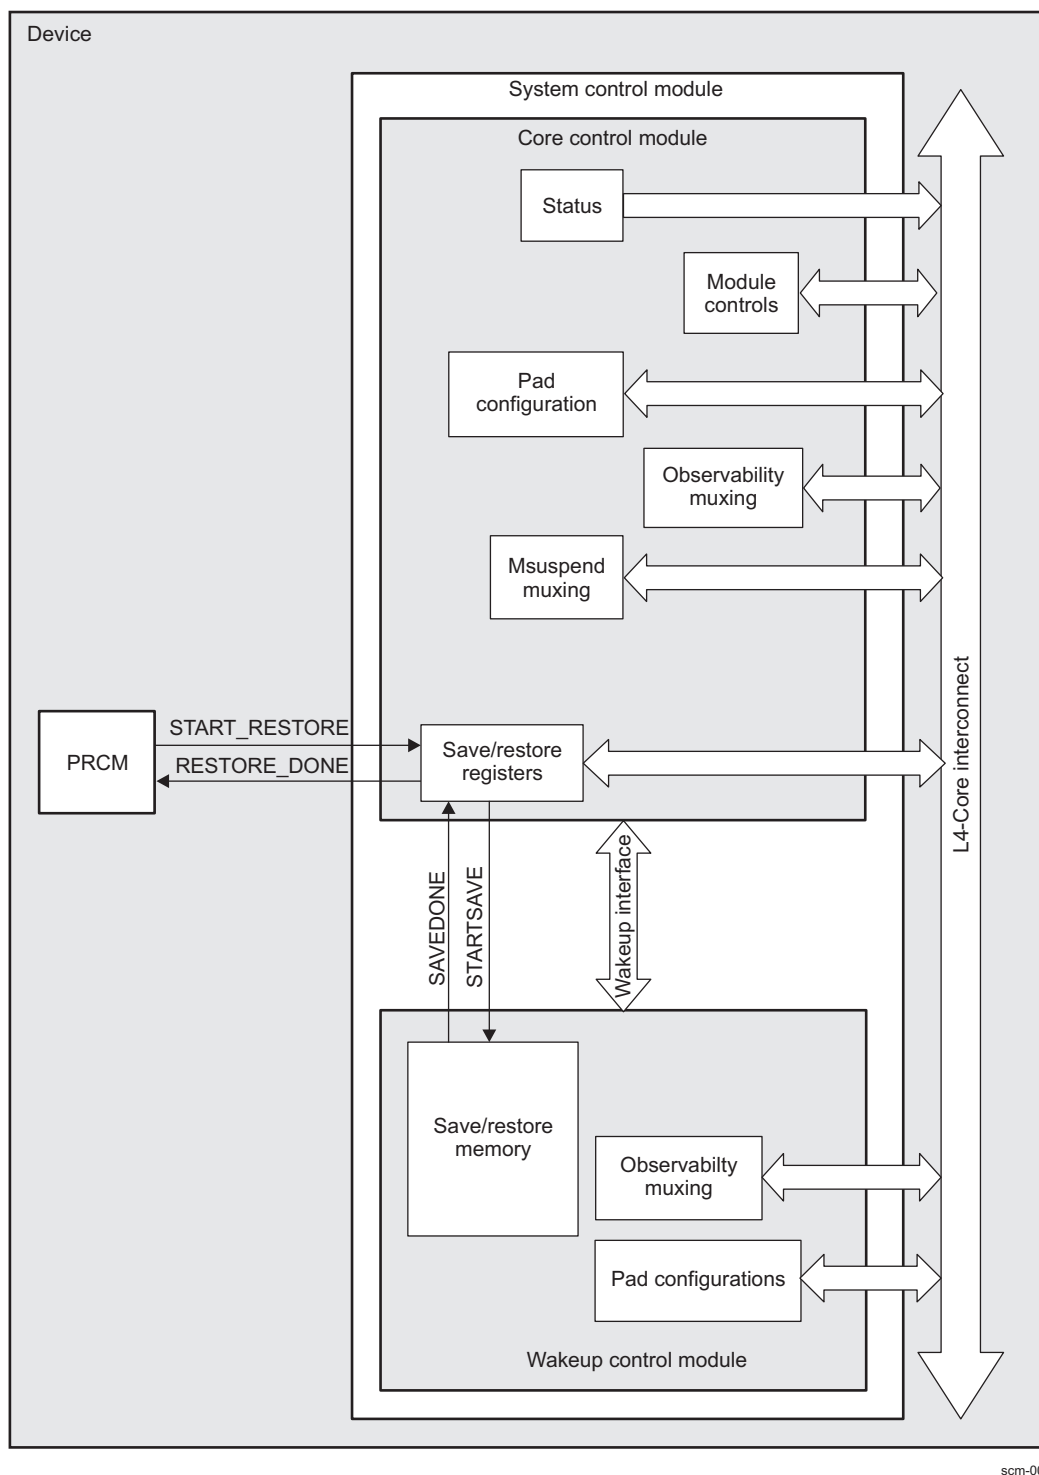 Device
System control module
Core control module
Status
Module
controls
Pad
configuration
Observability
muxing
Msuspend
muxing
L4-Core interconnect
PRCM
START_RESTORE
RESTORE_DONE
Save/restore
registers
SAVEDONE
STARTSAVE
Wakeup interface
Save/restore
memory
Observabilty
muxing
Pad configurations
Wakeup control module